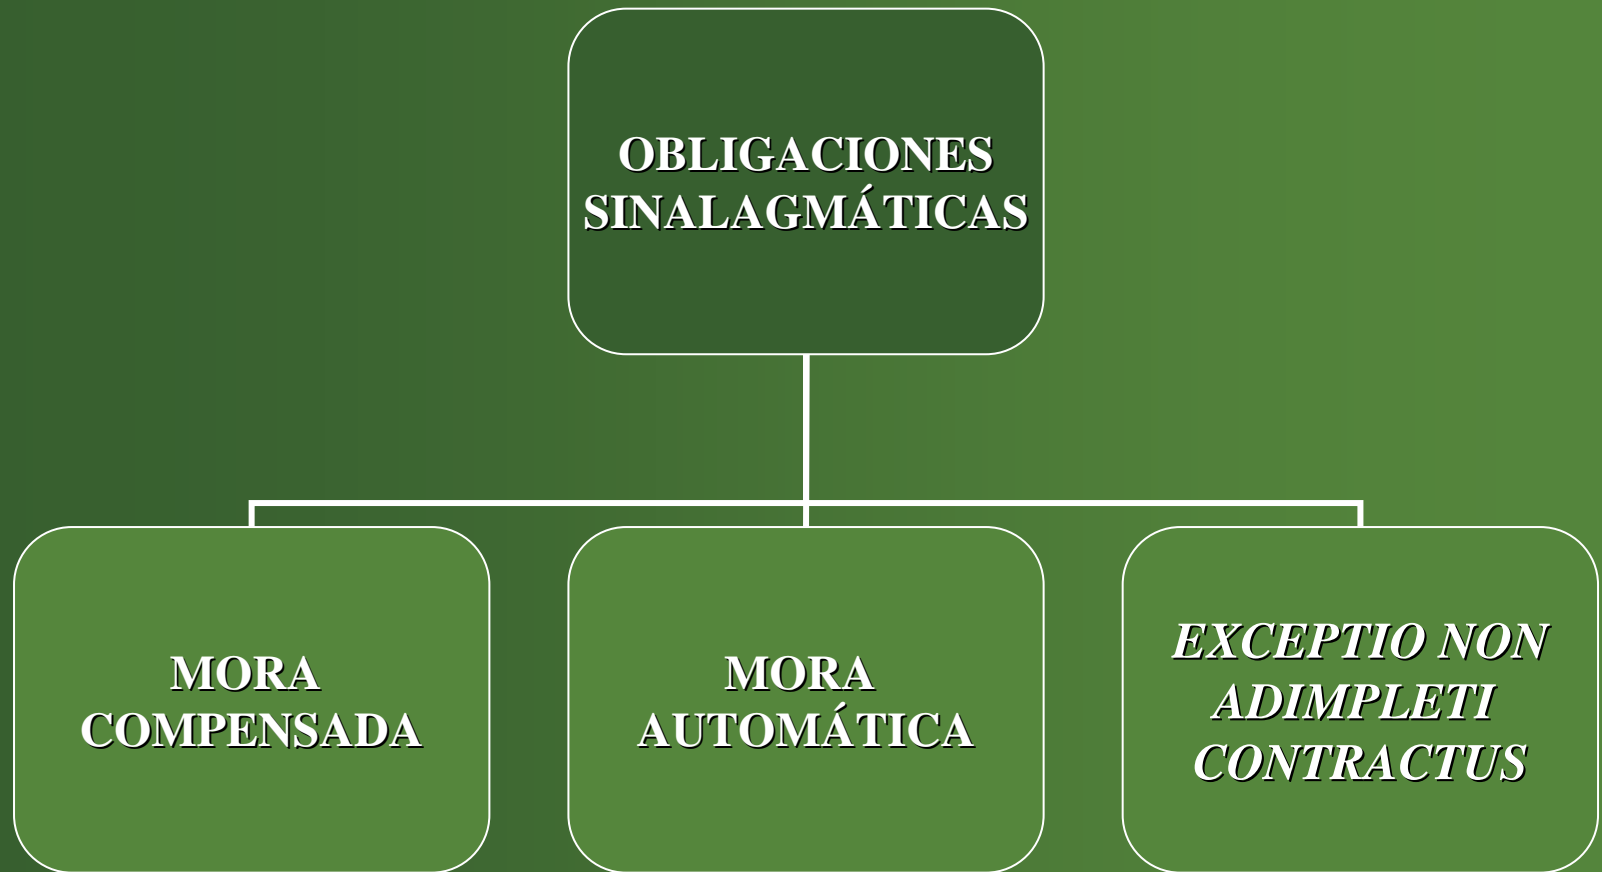 OBLIGACIONES
SINALAGMÁTICAS
MORA
COMPENSADA
MORA
AUTOMÁTICA
EXCEPTIO NON
ADIMPLETI
CONTRACTUS